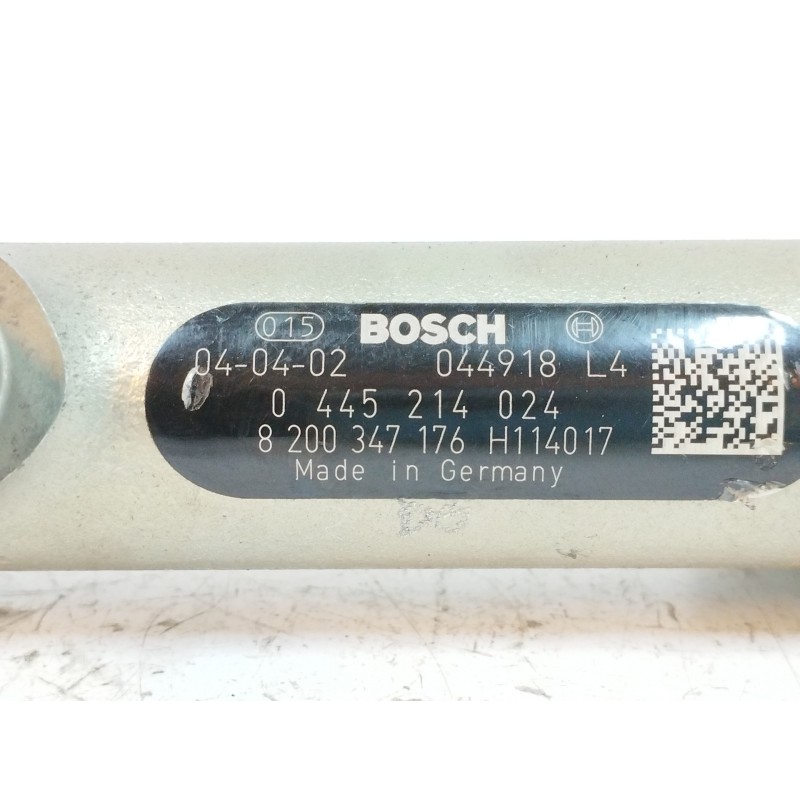 015 BOSCH
04-04-02 044918 L4
0 445 214 024
8 200 347 176 H114017
Made in Germany